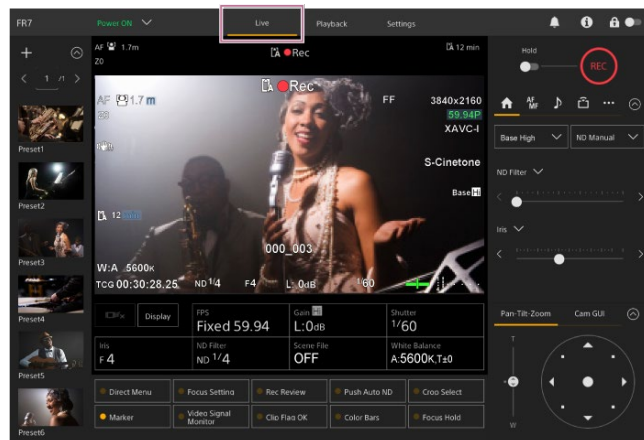 FR7
Power ON
Live
Playback
Settings
AF 1.7m
Z0
A Rec
A 12 min
Hold
REC
1 /1
Preset1
Preset2
Preset3
Preset4
Preset5
Preset6
AF 1.7 m
A Rec
FF
3840x2160
59.94P
XAVC-I
S-Cinetone
Base Hi
A 12
000_003
W:A 5600K
TCG 00:30:28.25
ND 1/4
F4
L: 0dB
1/60
AF MF
Base High
ND Manual
ND Filter
Iris
Display
FPS
Fixed 59.94
Gain Hi
L:0dB
Shutter
1/60
Iris
F 4
ND Filter
ND 1/4
Scene File
OFF
White Balance
A:5600K,T±0
Pan-Tilt-Zoom
Cam GUI
T
W
Direct Menu
Focus Setting
Rec Review
Push Auto ND
Crop Select
Marker
Video Signal Monitor
Clip Flag OK
Color Bars
Focus Hold